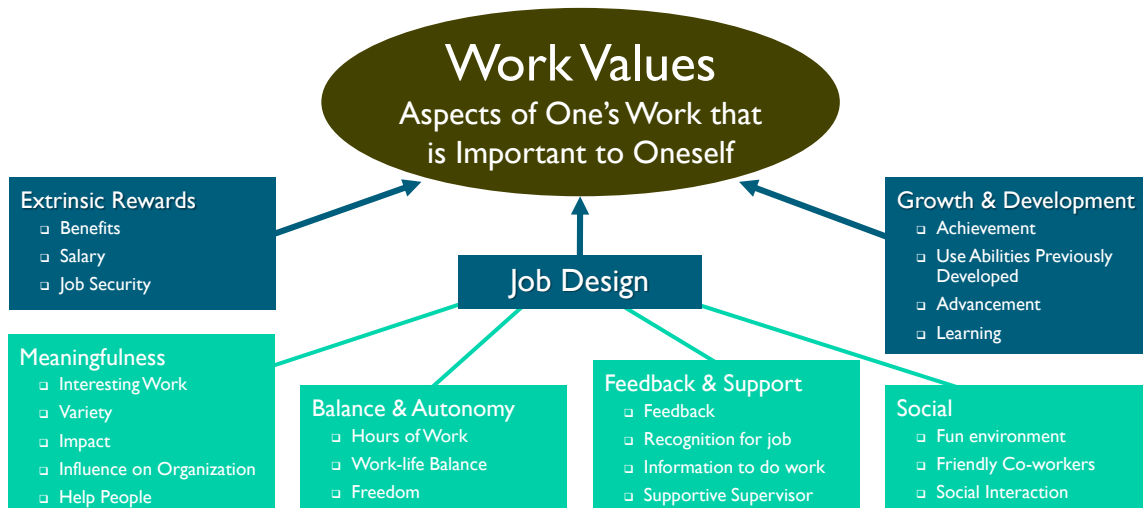 Work Values
Aspects of One's Work that
is Important to Oneself
Extrinsic Rewards
❑ Benefits
❑ Salary
❑ Job Security
Growth & Development
❑ Achievement
❑ Use Abilities Previously
Developed
❑ Advancement
❑ Learning
Job Design
Meaningfulness
❑ Interesting Work
❑ Variety
❑ Impact
❑ Influence on Organization
❑ Help People
Balance & Autonomy
❑ Hours of Work
❑ Work-life Balance
❑ Freedom
Feedback & Support
❑ Feedback
❑ Recognition for job
❑ Information to do work
❑ Supportive Supervisor
Social
❑ Fun environment
❑ Friendly Co-workers
❑ Social Interaction